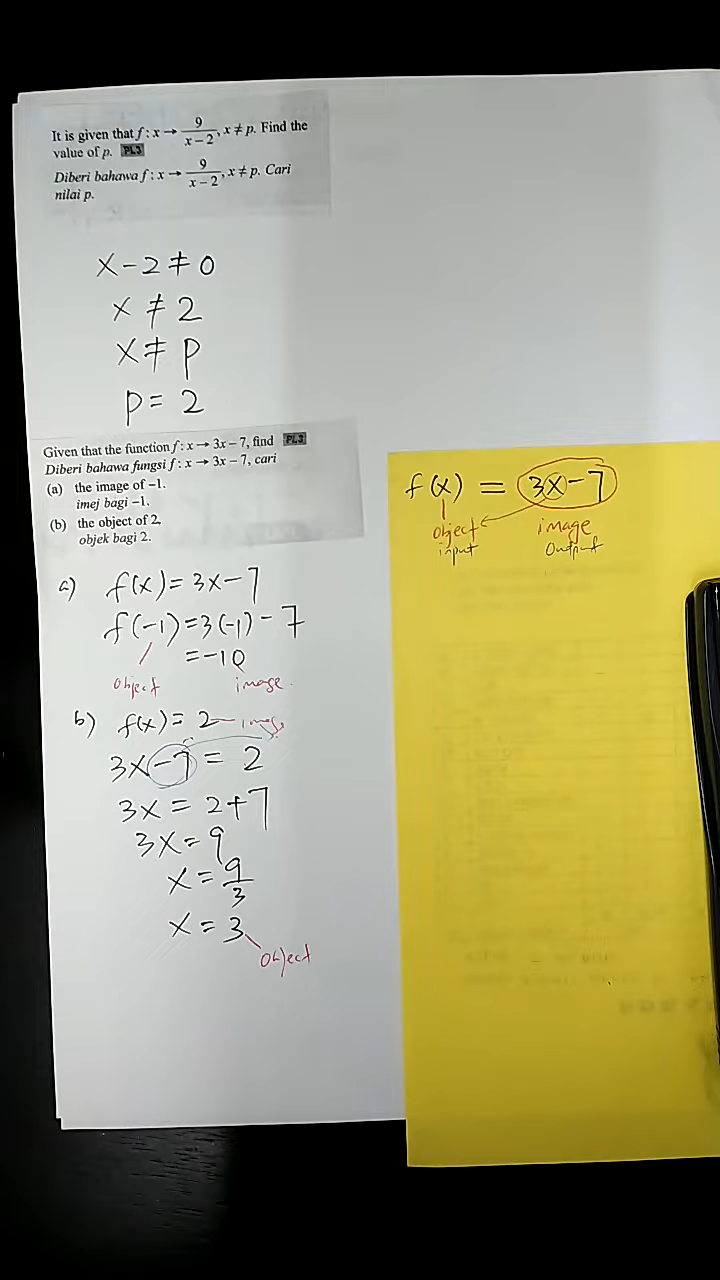 It is given that f : x → 9/(x – 2), x ≠ p. Find the
value of p. PL3
Diberi bahawa f : x → 9/(x – 2), x ≠ p. Cari
nilai p.
x – 2 ≠ 0
x ≠ 2
x ≠ p
p = 2
Given that the function f : x → 3x – 7, find PL3
Diberi bahawa fungsi f : x → 3x – 7, cari
(a) the image of –1.
imej bagi –1.
(b) the object of 2,
objek bagi 2.
a) f(x) = 3x – 7
f(–1) = 3(–1) – 7
= –10
object image
b) f(x) = 2 – image
3x – 7 = 2
3x = 2 + 7
3x = 9
x = 9/3
x = 3
object
f(x) = 3x – 7
object image
input output